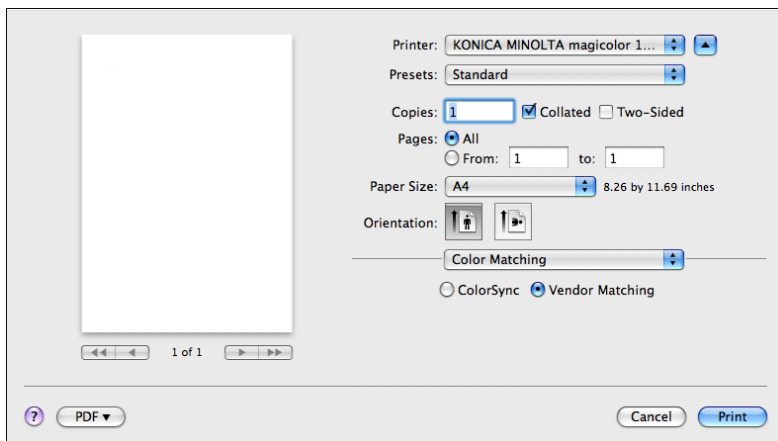 Printer: KONICA MINOLTA magicolor 1...
Presets: Standard
Copies: 1 Collated Two-Sided
Pages: All
From: 1 to: 1
Paper Size: A4 8.26 by 11.69 inches
Orientation:
Color Matching
ColorSync Vendor Matching
1 of 1
? PDF ▼ Cancel Print